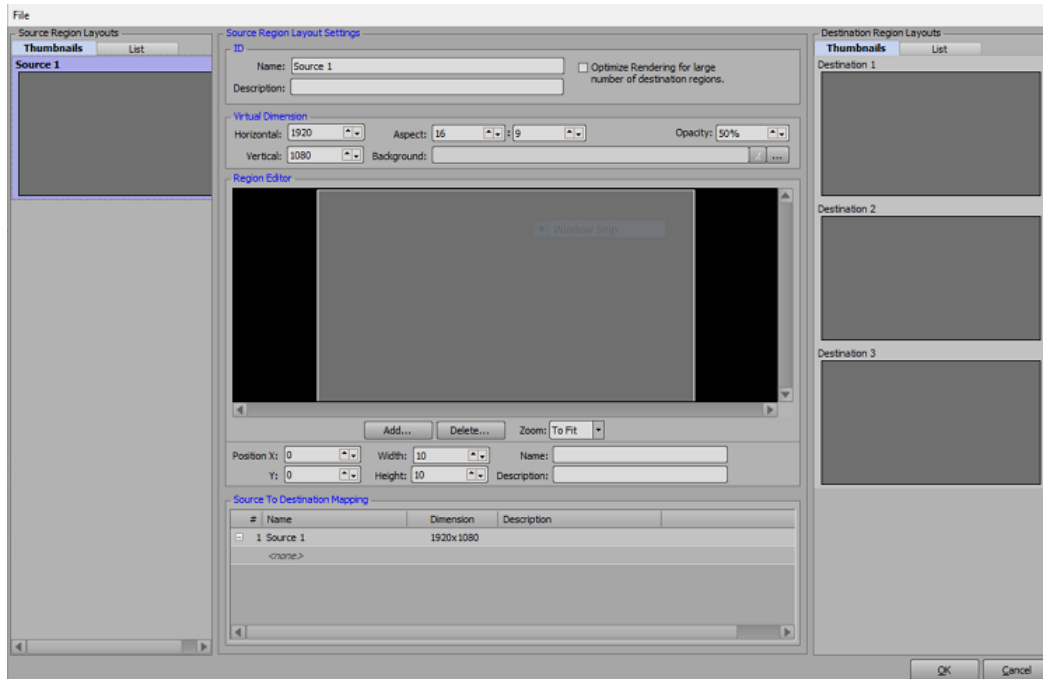 File
Source Region Layouts
Thumbnails List
Source 1
Source Region Layout Settings
ID
Name: Source 1
Optimize Rendering for large
number of destination regions.
Description:
Virtual Dimension
Horizontal: 1920 Aspect: 16 : 9 Opacity: 50%
Vertical: 1080 Background: X ...
Region Editor
Window Snip
Add... Delete... Zoom: To Fit
Position X: 0 Width: 10 Name:
Y: 0 Height: 10 Description:
Source To Destination Mapping
# Name Dimension Description
1 Source 1 1920x1080
<none>
Destination Region Layouts
Thumbnails List
Destination 1
Destination 2
Destination 3
OK Cancel